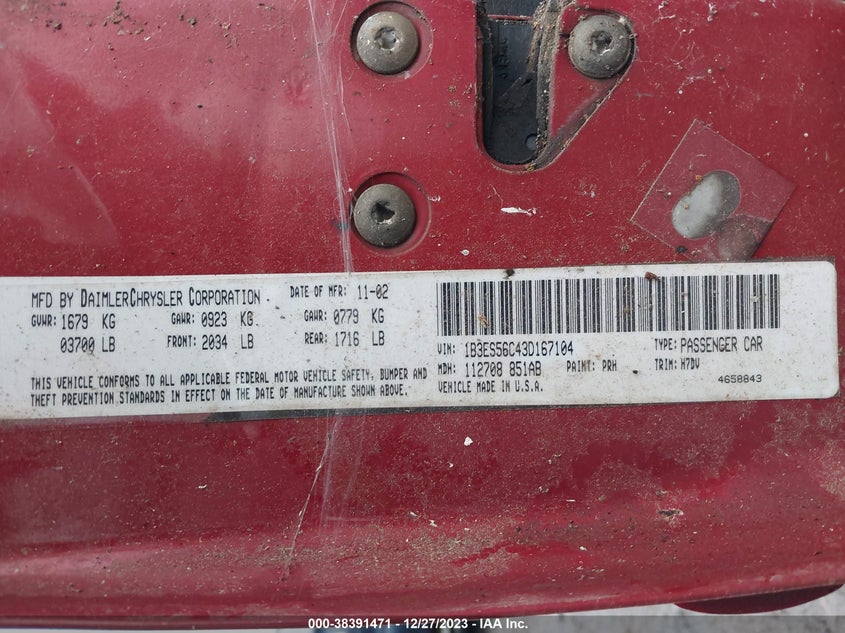 MFD BY DAIMLERCHRYSLER CORPORATION DATE OF MFR: 11-02
GVWR: 1679 KG GAWR: 0923 KG GAWR: 0779 KG
03700 LB FRONT: 2034 LB REAR: 1716 LB
THIS VEHICLE CONFORMS TO ALL APPLICABLE FEDERAL MOTOR VEHICLE SAFETY, BUMPER AND
THEFT PREVENTION STANDARDS IN EFFECT ON THE DATE OF MANUFACTURE SHOWN ABOVE.
VIN: 1B3ES56C43D167104 TYPE: PASSENGER CAR
MDH: 112708 851AB PAINT: PRH TRIM: H7DV
VEHICLE MADE IN U.S.A. 4658843
000-38391471 - 12/27/2023 - IAA Inc.